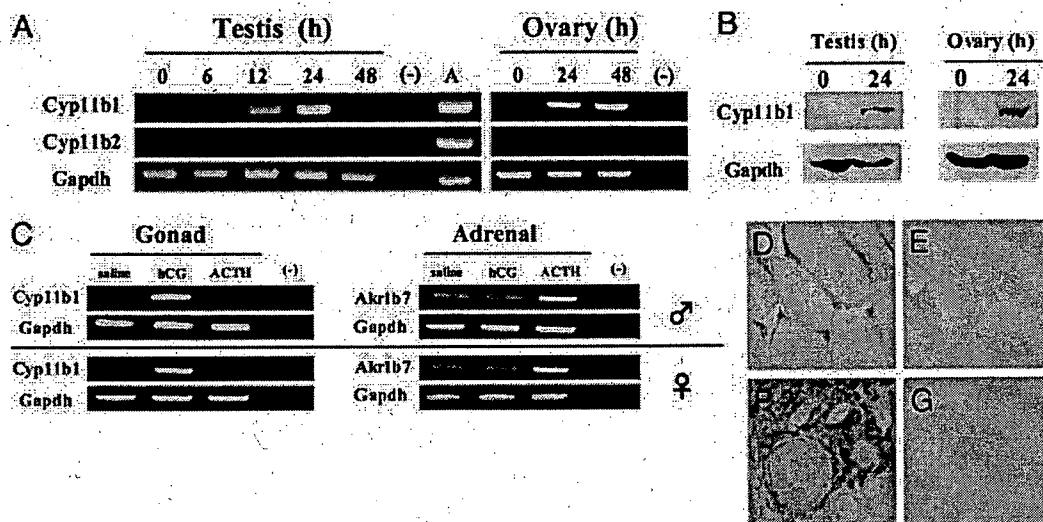 A
Testis (h)
Ovary (h)
0 6 12 24 48 (-) A
0 24 48 (-)
Cyp11b1
Cyp11b2
Gapdh
B
Testis (h) Ovary (h)
0 24 0 24
Cyp11b1
Gapdh
C
Gonad Adrenal
saline hCG ACTH (-)
saline hCG ACTH (-)
Cyp11b1 Akr1b7
Gapdh Gapdh
♂
Cyp11b1 Akr1b7
Gapdh Gapdh
♀
D E
F G